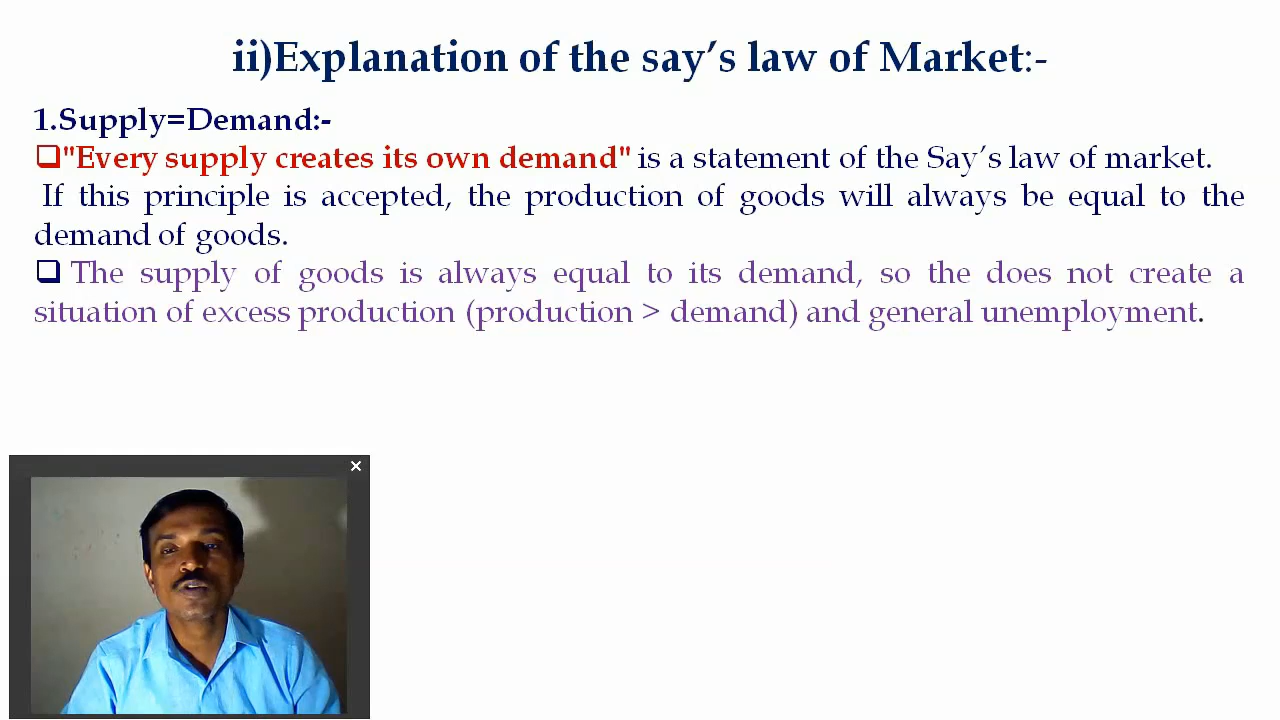 ii)Explanation of the say’s law of Market:-
1.Supply=Demand:-
❑"Every supply creates its own demand" is a statement of the Say’s law of market.
If this principle is accepted, the production of goods will always be equal to the
demand of goods.
❑ The supply of goods is always equal to its demand, so the does not create a
situation of excess production (production > demand) and general unemployment.